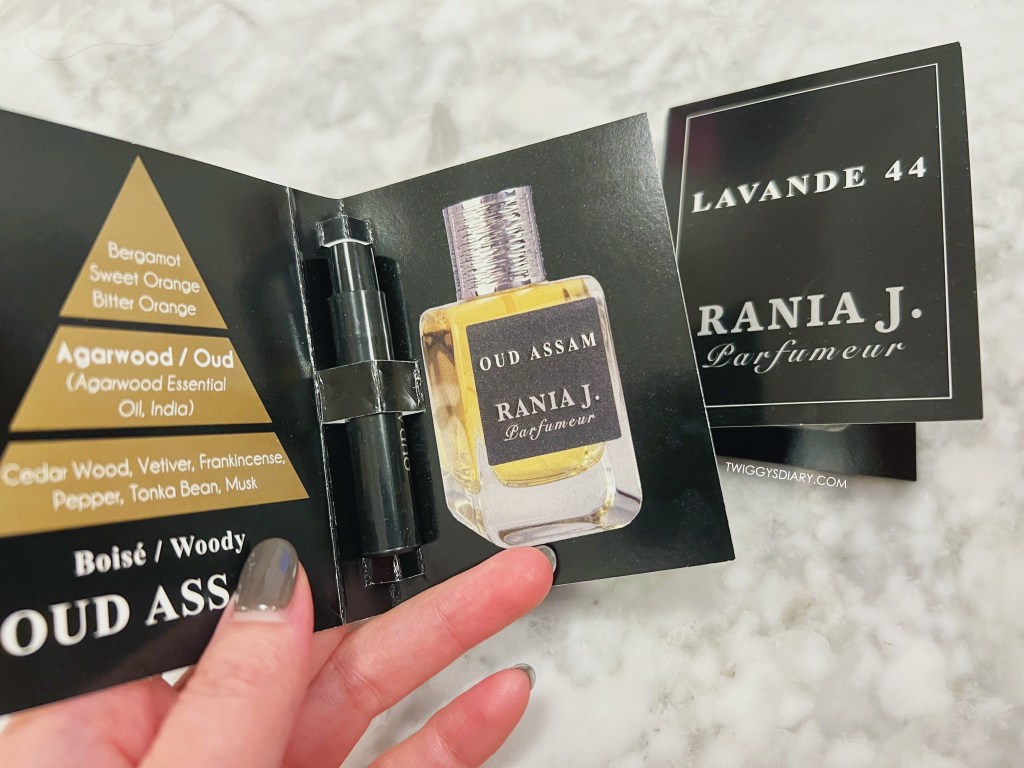 Bergamot
Sweet Orange
Bitter Orange
Agarwood / Oud
(Agarwood Essential
Oil, India)
Cedar Wood, Vetiver, Frankincense,
Pepper, Tonka Bean, Musk
Boisé / Woody
OUD ASS
OUD ASSAM
RANIA J.
Parfumeur
LAVANDE 44
RANIA J.
Parfumeur
TWIGGYSDIARY.COM